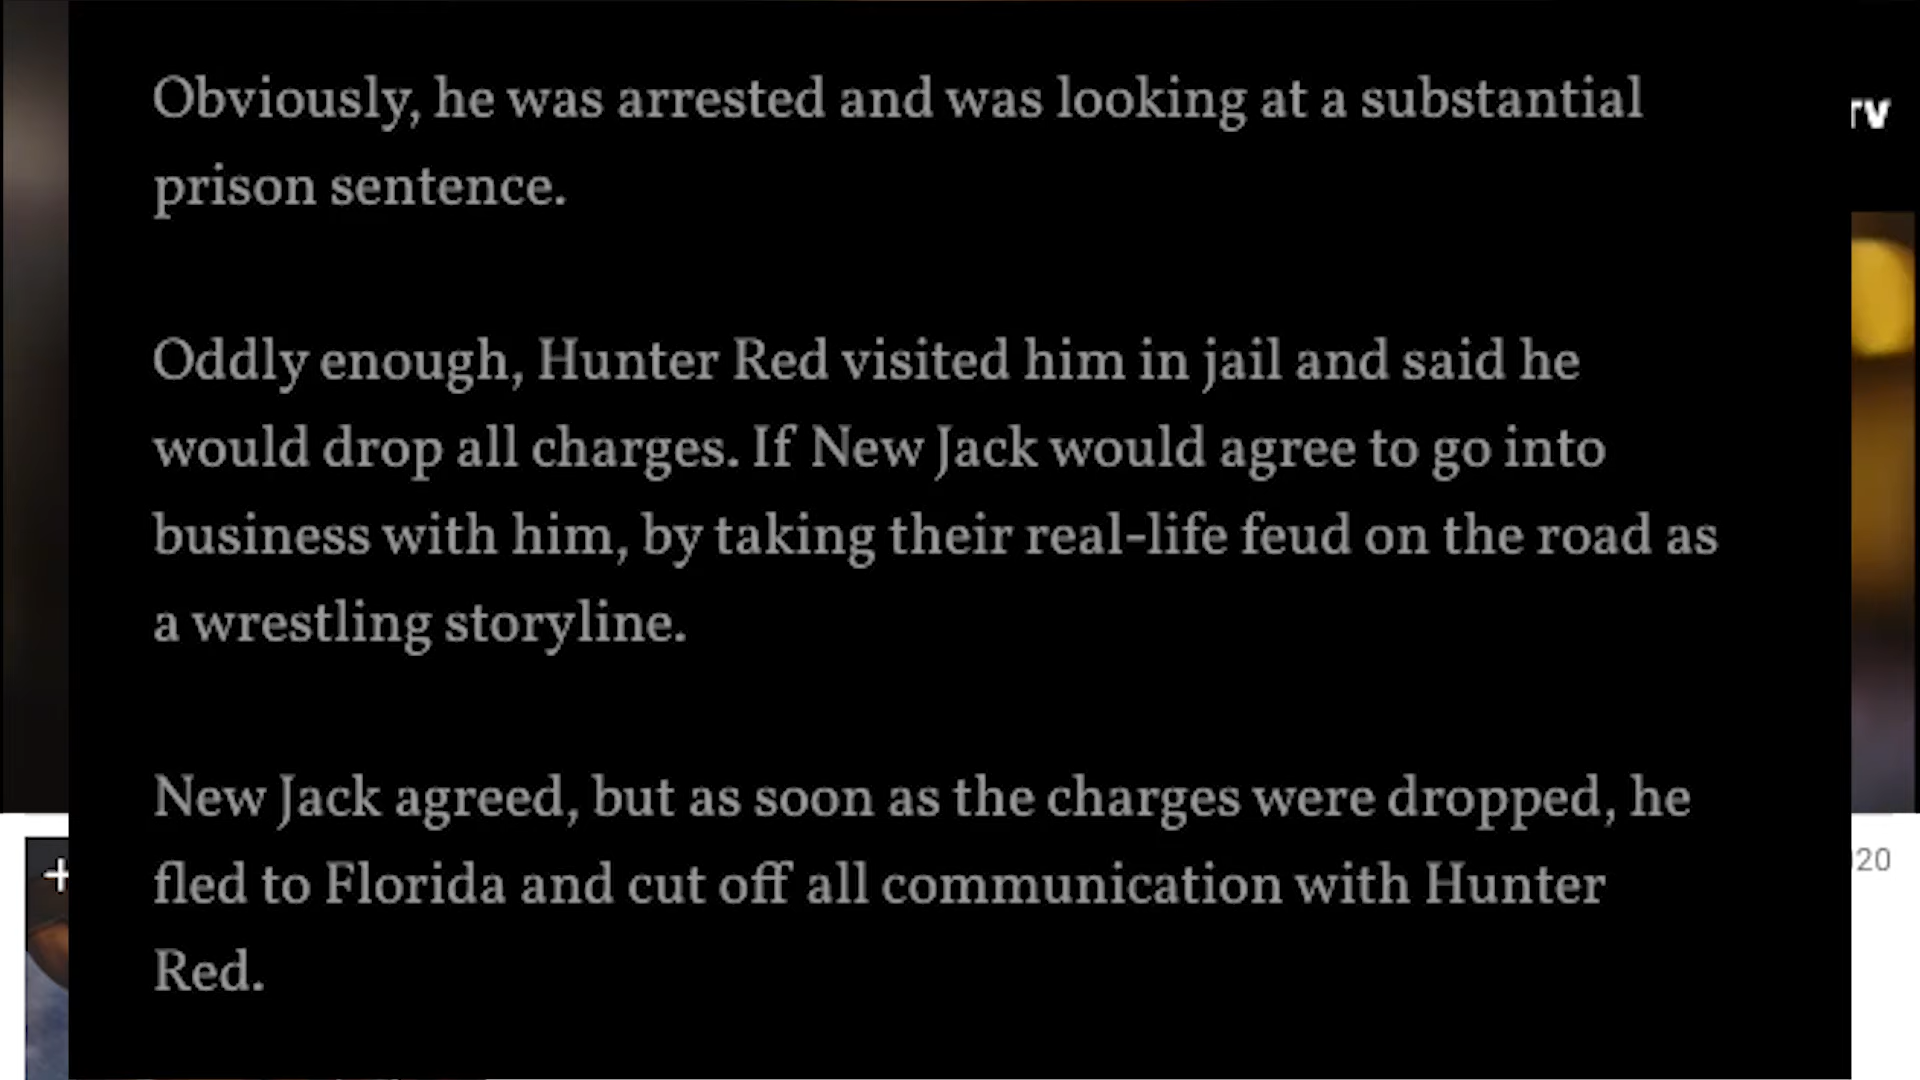 Obviously, he was arrested and was looking at a substantial
prison sentence.
Oddly enough, Hunter Red visited him in jail and said he
would drop all charges. If New Jack would agree to go into
business with him, by taking their real-life feud on the road as
a wrestling storyline.
New Jack agreed, but as soon as the charges were dropped, he
fled to Florida and cut off all communication with Hunter
Red.